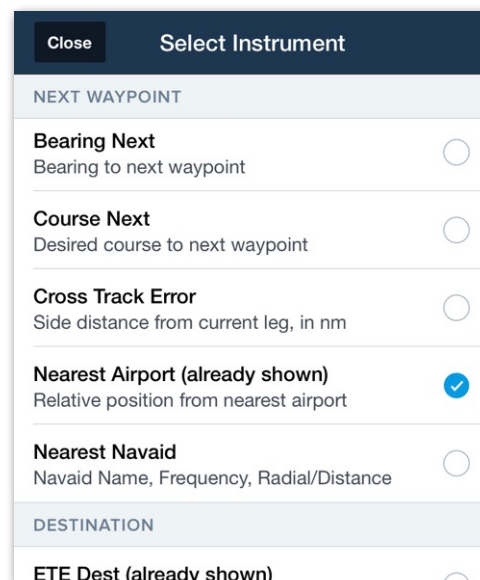 Close
Select Instrument
NEXT WAYPOINT
Bearing Next
Bearing to next waypoint
Course Next
Desired course to next waypoint
Cross Track Error
Side distance from current leg, in nm
Nearest Airport (already shown)
Relative position from nearest airport
Nearest Navaid
Navaid Name, Frequency, Radial/Distance
DESTINATION
ETE Dest (already shown)